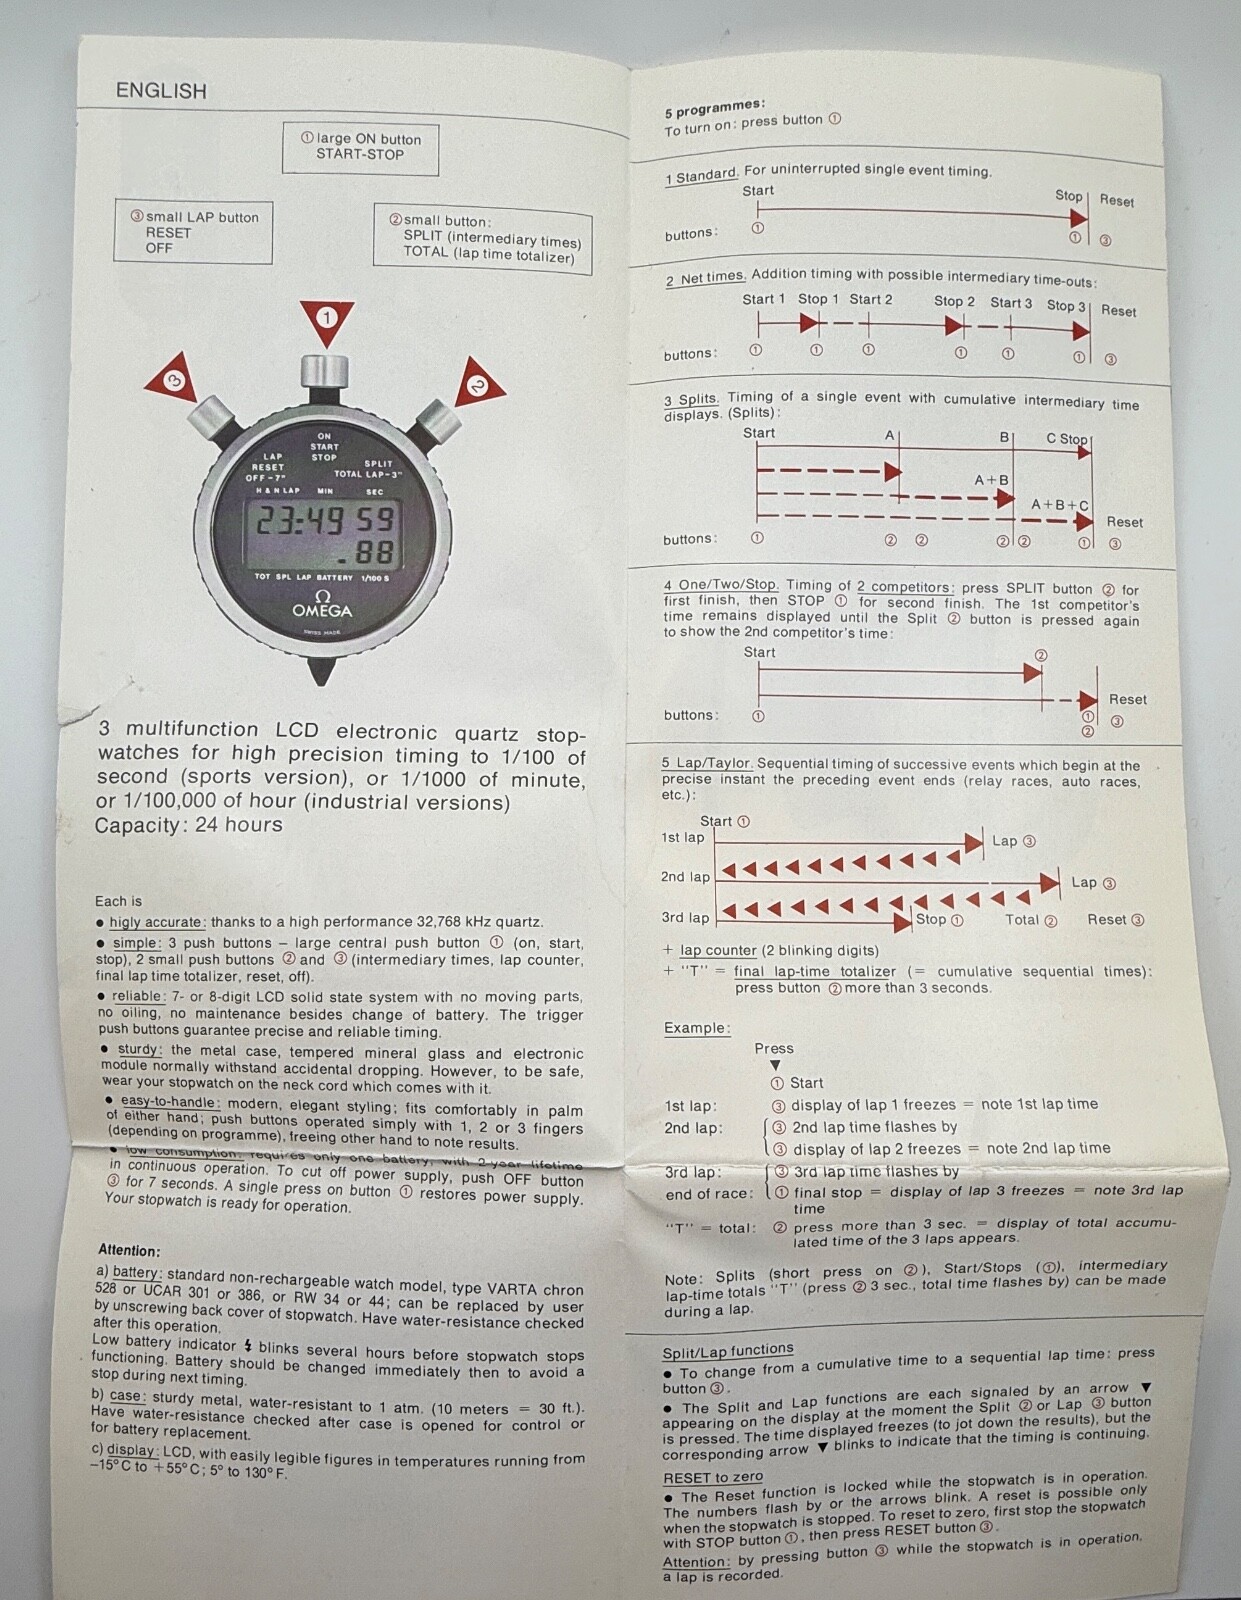 ENGLISH
① large ON button
START-STOP
③ small LAP button
RESET
OFF
② small button:
SPLIT (intermediary times)
TOTAL (lap time totalizer)
1
3
2
ON
START
STOP
LAP
RESET
OFF-7"
SPLIT
TOTAL LAP-3"
H & N LAP MIN SEC
23:49 59
.88
TOT SPL LAP BATTERY 1/100 S
Ω
OMEGA
SWISS MADE
3 multifunction LCD electronic quartz stop-
watches for high precision timing to 1/100 of
second (sports version), or 1/1000 of minute,
or 1/100,000 of hour (industrial versions)
Capacity: 24 hours
Each is
● higly accurate: thanks to a high performance 32,768 kHz quartz.
● simple: 3 push buttons – large central push button ① (on, start,
stop), 2 small push buttons ② and ③ (intermediary times, lap counter,
final lap time totalizer, reset, off).
● reliable: 7- or 8-digit LCD solid state system with no moving parts,
no oiling, no maintenance besides change of battery. The trigger
push buttons guarantee precise and reliable timing.
● sturdy: the metal case, tempered mineral glass and electronic
module normally withstand accidental dropping. However, to be safe,
wear your stopwatch on the neck cord which comes with it.
● easy-to-handle: modern, elegant styling; fits comfortably in palm
of either hand; push buttons operated simply with 1, 2 or 3 fingers
(depending on programme), freeing other hand to note results.
● low consumption: requires only one battery, with 2-year lifetime
in continuous operation. To cut off power supply, push OFF button
③ for 7 seconds. A single press on button ① restores power supply.
Your stopwatch is ready for operation.
Attention:
a) battery: standard non-rechargeable watch model, type VARTA chron
528 or UCAR 301 or 386, or RW 34 or 44; can be replaced by user
by unscrewing back cover of stopwatch. Have water-resistance checked
after this operation.
Low battery indicator blinks several hours before stopwatch stops
functioning. Battery should be changed immediately then to avoid a
stop during next timing.
b) case: sturdy metal, water-resistant to 1 atm. (10 meters = 30 ft.).
Have water-resistance checked after case is opened for control or
for battery replacement.
c) display: LCD, with easily legible figures in temperatures running from
–15°C to +55°C; 5° to 130°F.
5 programmes:
To turn on: press button ①
1 Standard. For uninterrupted single event timing.
Start Stop Reset
buttons: ① ① ③
2 Net times. Addition timing with possible intermediary time-outs:
Start 1 Stop 1 Start 2 Stop 2 Start 3 Stop 3 Reset
buttons: ① ① ① ① ① ① ③
3 Splits. Timing of a single event with cumulative intermediary time
displays. (Splits):
Start A B C Stop
A+B
A+B+C
Reset
buttons: ① ② ② ② ② ① ③
4 One/Two/Stop. Timing of 2 competitors: press SPLIT button ② for
first finish, then STOP ① for second finish. The 1st competitor's
time remains displayed until the Split ② button is pressed again
to show the 2nd competitor's time:
Start ②
Reset
buttons: ① ① ③
②
5 Lap/Taylor. Sequential timing of successive events which begin at the
precise instant the preceding event ends (relay races, auto races,
etc.):
Start ①
1st lap Lap ③
2nd lap Lap ③
3rd lap Stop ① Total ② Reset ③
+ lap counter (2 blinking digits)
+ "T" = final lap-time totalizer (= cumulative sequential times):
press button ② more than 3 seconds.
Example:
Press
▼
① Start
1st lap: ③ display of lap 1 freezes = note 1st lap time
2nd lap: ③ 2nd lap time flashes by
③ display of lap 2 freezes = note 2nd lap time
3rd lap: ③ 3rd lap time flashes by
end of race: ① final stop = display of lap 3 freezes = note 3rd lap
time
"T" = total: ② press more than 3 sec. = display of total accumu-
lated time of the 3 laps appears.
Note: Splits (short press on ②), Start/Stops (①), intermediary
lap-time totals "T" (press ② 3 sec., total time flashes by) can be made
during a lap.
Split/Lap functions
● To change from a cumulative time to a sequential lap time: press
button ③.
● The Split and Lap functions are each signaled by an arrow ▼
appearing on the display at the moment the Split ② or Lap ③ button
is pressed. The time displayed freezes (to jot down the results), but the
corresponding arrow ▼ blinks to indicate that the timing is continuing.
RESET to zero
● The Reset function is locked while the stopwatch is in operation.
The numbers flash by or the arrows blink. A reset is possible only
when the stopwatch is stopped. To reset to zero, first stop the stopwatch
with STOP button ①, then press RESET button ③.
Attention: by pressing button ③ while the stopwatch is in operation,
a lap is recorded.